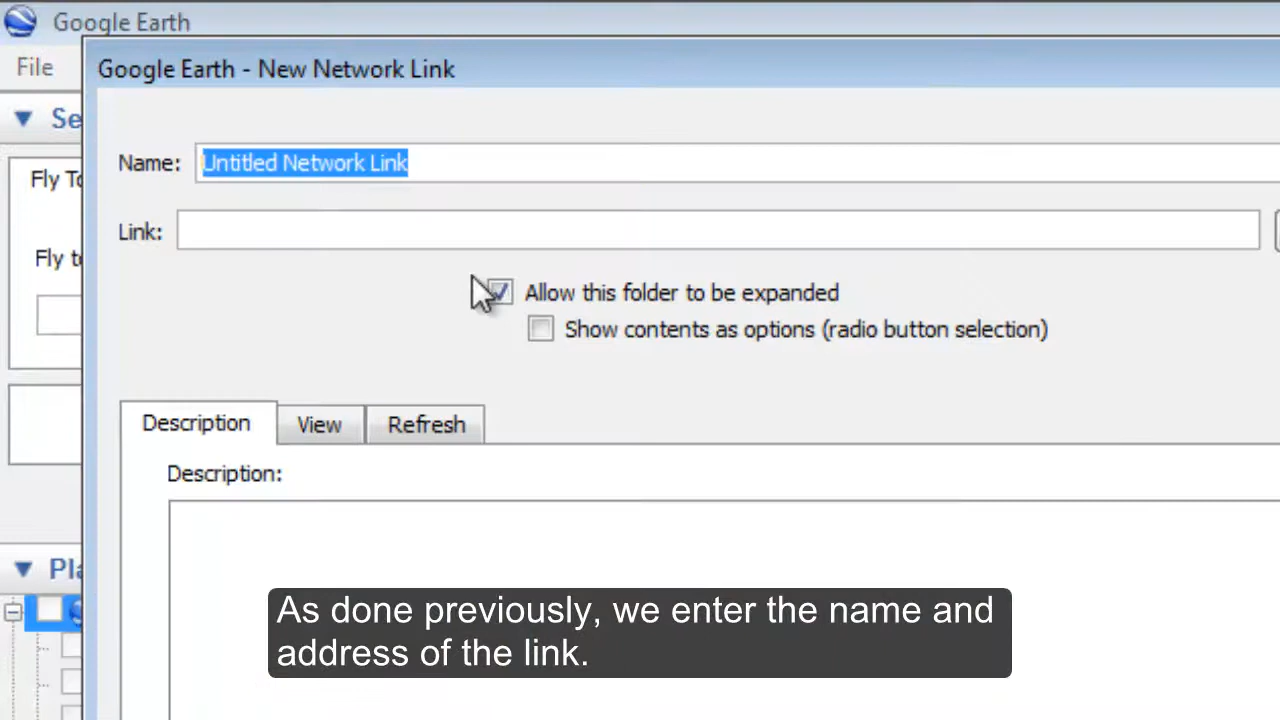 Google Earth
File
Google Earth - New Network Link
Name: Untitled Network Link
Fly To
Link:
Allow this folder to be expanded
Show contents as options (radio button selection)
Description View Refresh
Description:
As done previously, we enter the name and
address of the link.